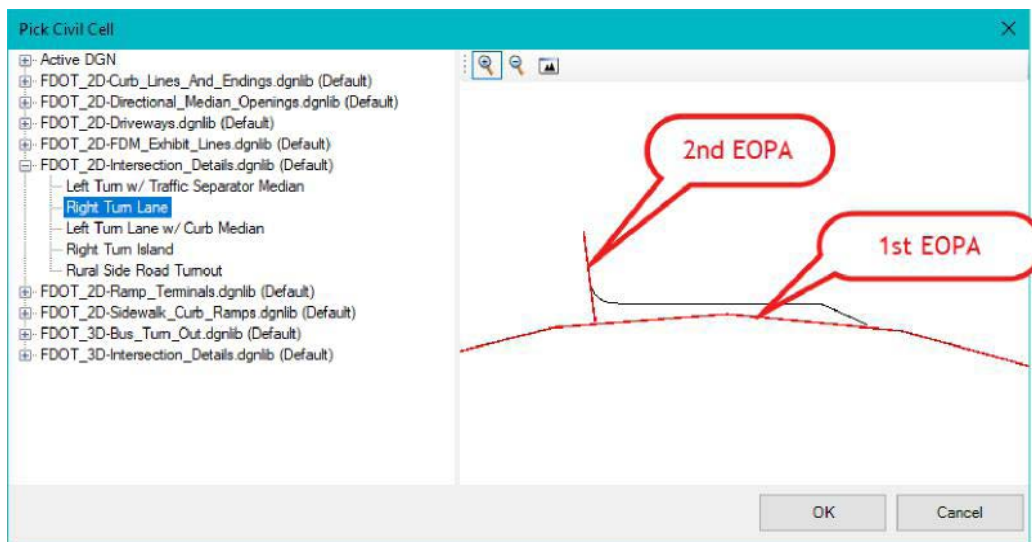 Pick Civil Cell
Active DGN
FDOT_2D-Curb_Lines_And_Endings.dgnlib (Default)
FDOT_2D-Directional_Median_Openings.dgnlib (Default)
FDOT_2D-Driveways.dgnlib (Default)
FDOT_2D-FDM_Exhibit_Lines.dgnlib (Default)
FDOT_2D-Intersection_Details.dgnlib (Default)
Left Turn w/ Traffic Separator Median
Right Turn Lane
Left Turn Lane w/ Curb Median
Right Turn Island
Rural Side Road Turnout
FDOT_2D-Ramp_Terminals.dgnlib (Default)
FDOT_2D-Sidewalk_Curb_Ramps.dgnlib (Default)
FDOT_3D-Bus_Turn_Out.dgnlib (Default)
FDOT_3D-Intersection_Details.dgnlib (Default)
2nd EOPA
1st EOPA
OK
Cancel